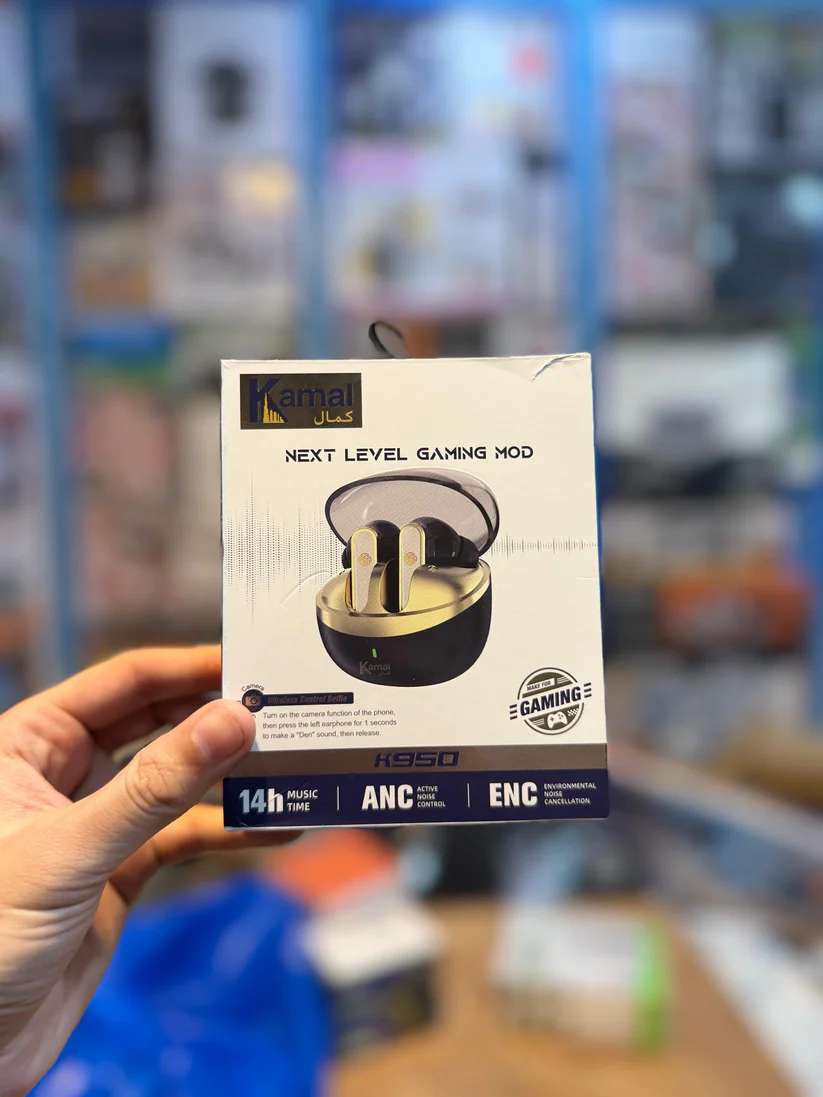 Kamal
كمال
NEXT LEVEL GAMING MOD
Kamal
Camera
Wireless Control Selfie
Turn on the camera function of the phone,
then press the left earphone for 1 seconds
to make a "Den" sound, then release.
MAKE FOR
GAMING
K950
14h MUSIC TIME
ANC ACTIVE NOISE CONTROL
ENC ENVIRONMENTAL NOISE CANCELLATION